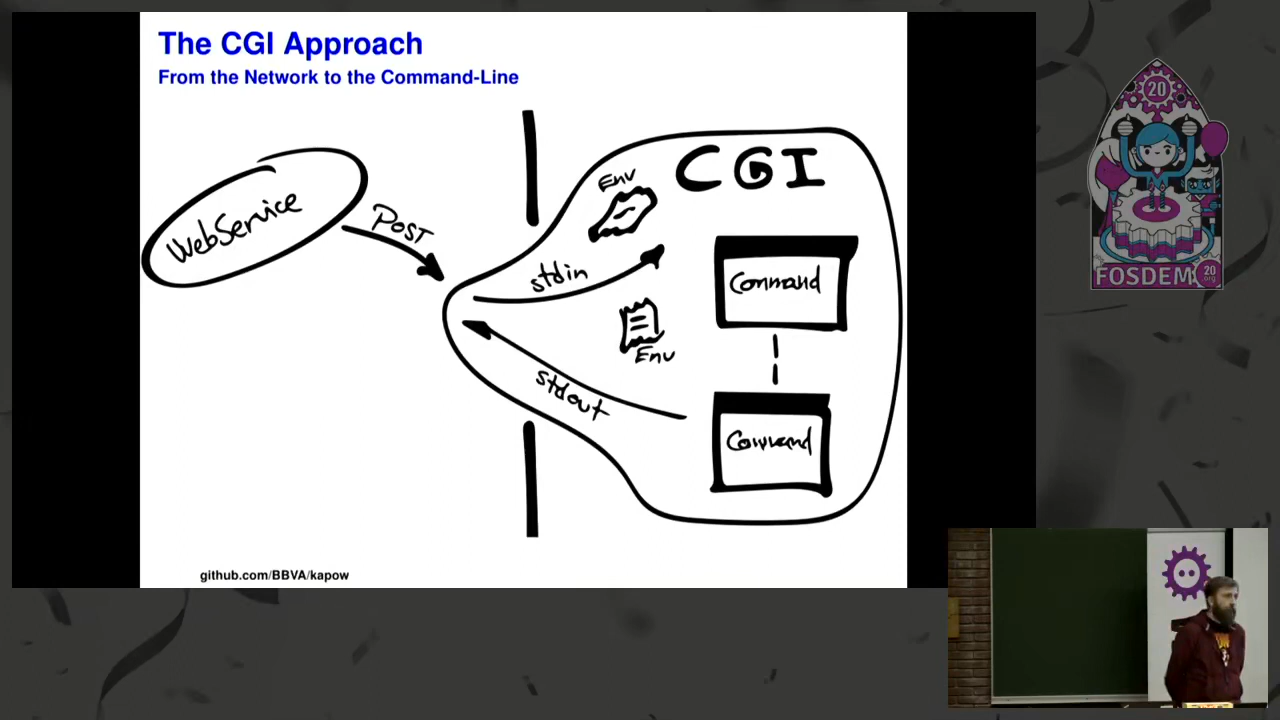 The CGI Approach
From the Network to the Command-Line
WebService
POST
CGI
Env
stdin
Command
Env
stdout
Command
github.com/BBVA/kapow
20
FOSDEM 20
.org